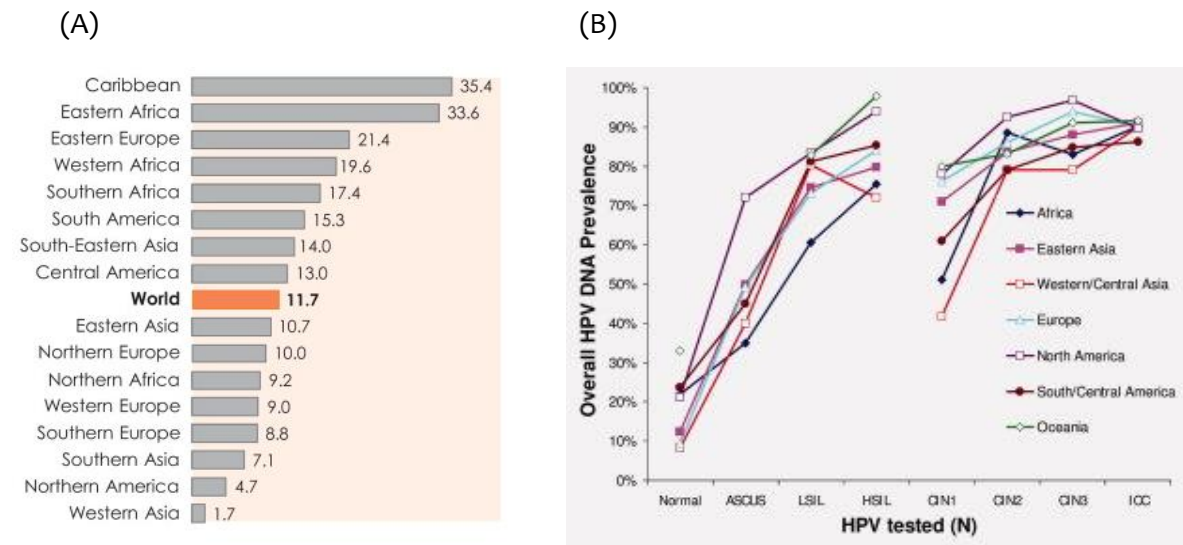 (A)
(B)
Caribbean 35.4
Eastern Africa 33.6
Eastern Europe 21.4
Western Africa 19.6
Southern Africa 17.4
South America 15.3
South-Eastern Asia 14.0
Central America 13.0
World 11.7
Eastern Asia 10.7
Northern Europe 10.0
Northern Africa 9.2
Western Europe 9.0
Southern Europe 8.8
Southern Asia 7.1
Northern America 4.7
Western Asia 1.7
Overall HPV DNA Prevalence
100%
90%
80%
70%
60%
50%
40%
30%
20%
10%
0%
Africa
Eastern Asia
Western/Central Asia
Europe
North America
South/Central America
Oceania
Normal ASCUS LSIL HSIL CIN1 CIN2 CIN3 ICC
HPV tested (N)